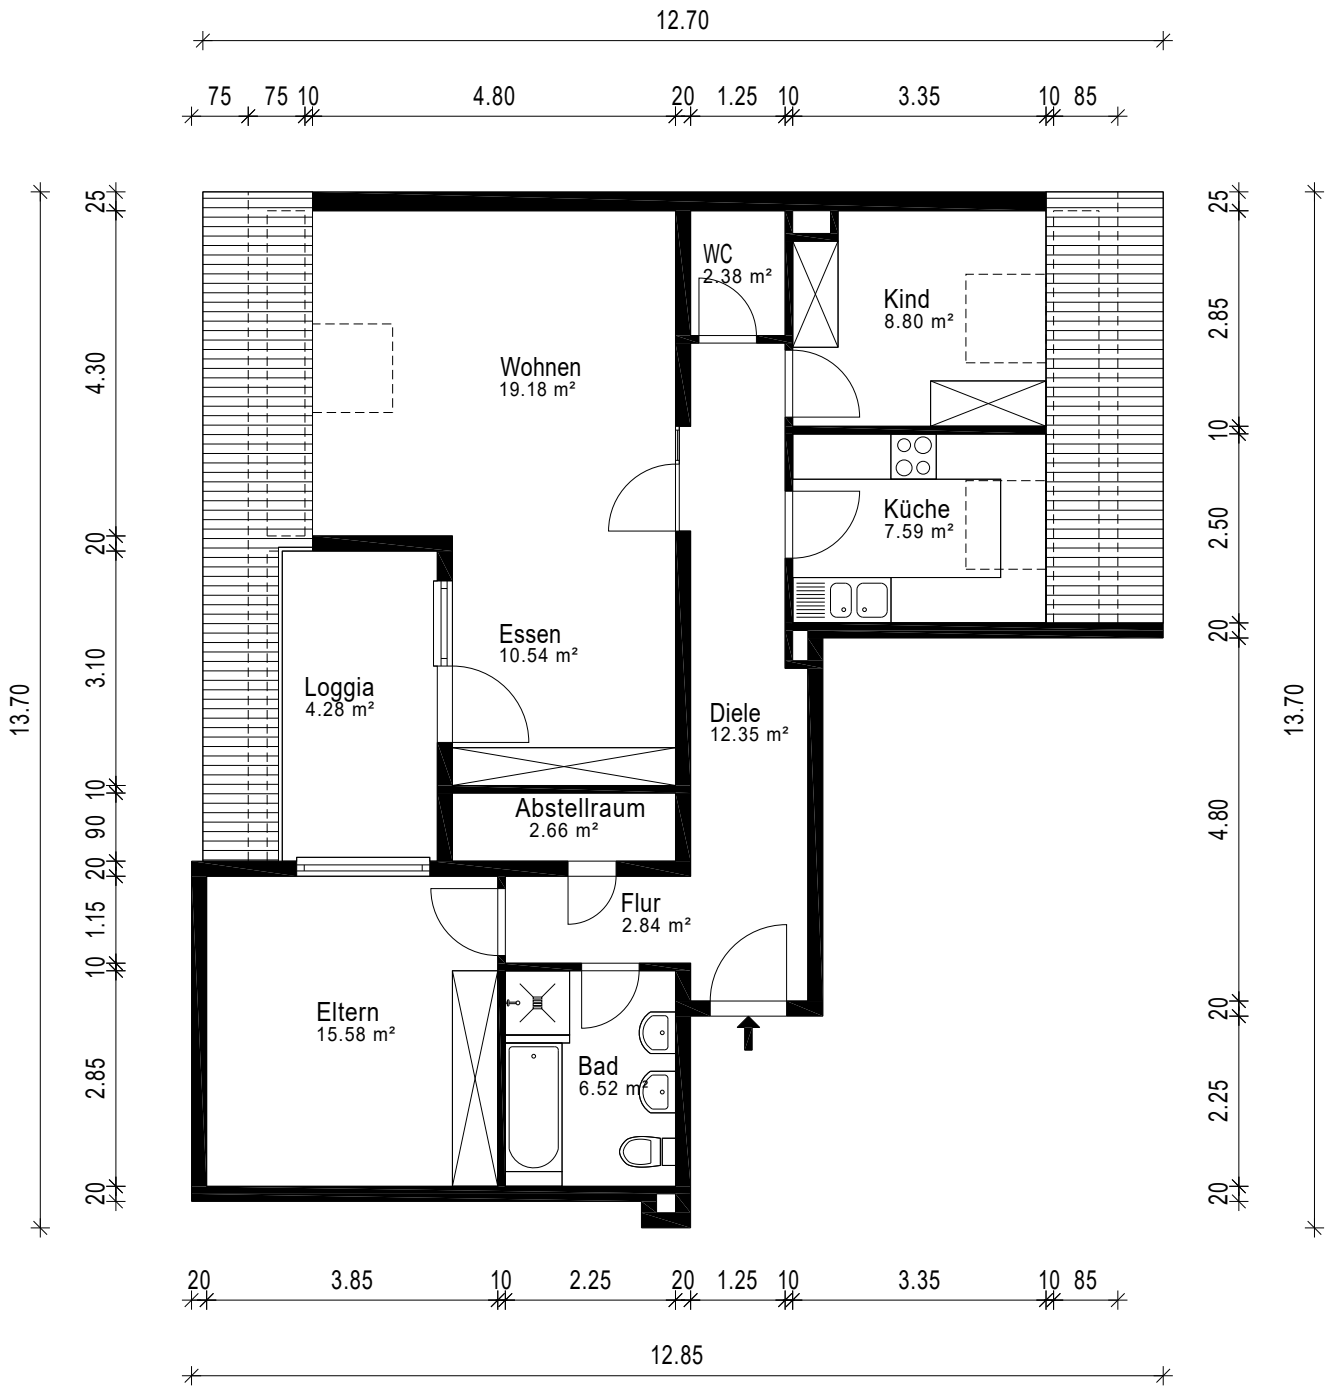 12.70
75 75 10 4.80 20 1.25 10 3.35 10 85
25
4.30
20
3.10
10
90
20
1.15
10
2.85
20
13.70
WC
2.38 m²
Kind
8.80 m²
Wohnen
19.18 m²
Küche
7.59 m²
Essen
10.54 m²
Loggia
4.28 m²
Diele
12.35 m²
Abstellraum
2.66 m²
Flur
2.84 m²
Eltern
15.58 m²
Bad
6.52 m²
25
2.85
10
2.50
20
4.80
20
2.25
20
13.70
20 3.85 10 2.25 20 1.25 10 3.35 10 85
12.85